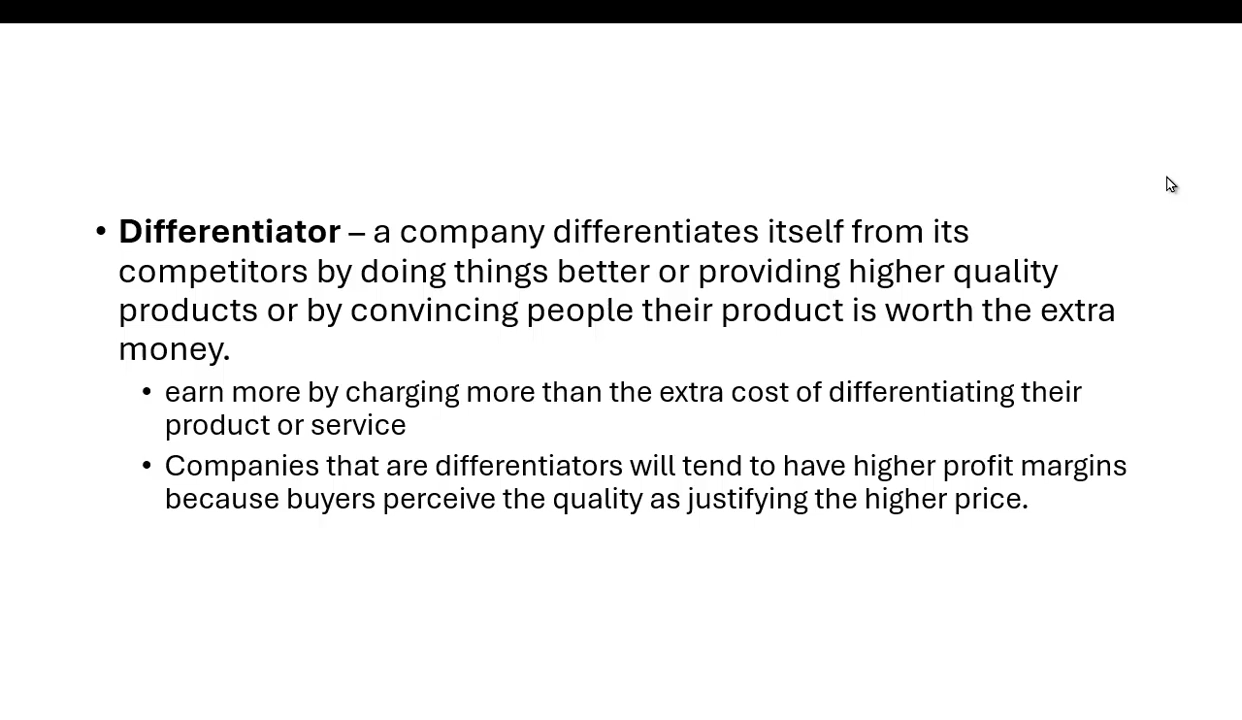 • Differentiator – a company differentiates itself from its
competitors by doing things better or providing higher quality
products or by convincing people their product is worth the extra
money.
• earn more by charging more than the extra cost of differentiating their
product or service
• Companies that are differentiators will tend to have higher profit margins
because buyers perceive the quality as justifying the higher price.